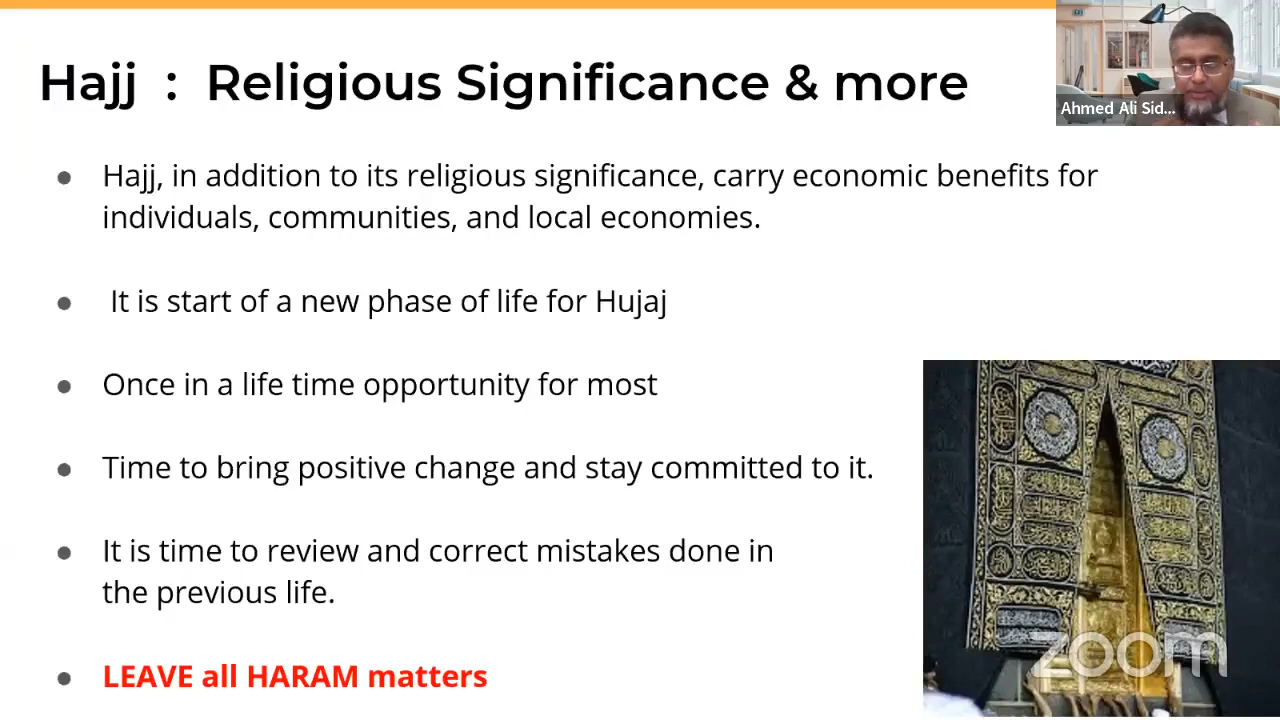 Hajj : Religious Significance & more
Ahmed Ali Sid...
● Hajj, in addition to its religious significance, carry economic benefits for
individuals, communities, and local economies.
● It is start of a new phase of life for Hujaj
● Once in a life time opportunity for most
● Time to bring positive change and stay committed to it.
● It is time to review and correct mistakes done in
the previous life.
● LEAVE all HARAM matters
zoom